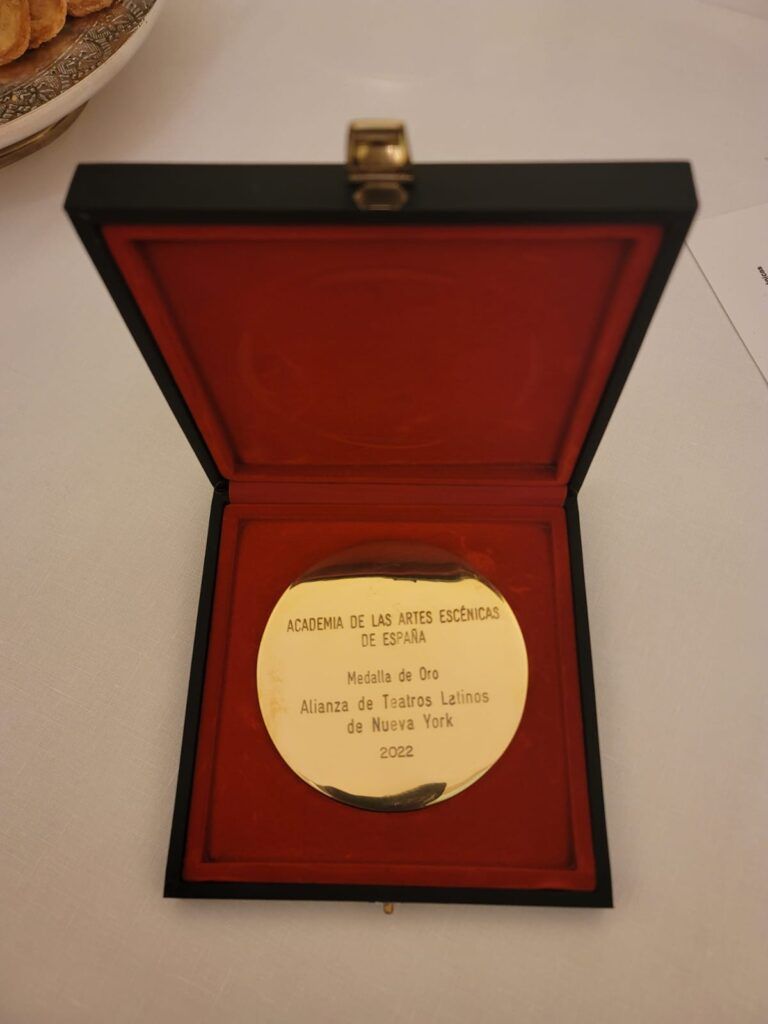 ACADEMIA DE LAS ARTES ESCÉNICAS
DE ESPAÑA
Medalla de Oro
Alianza de Teatros Latinos
de Nueva York
2022